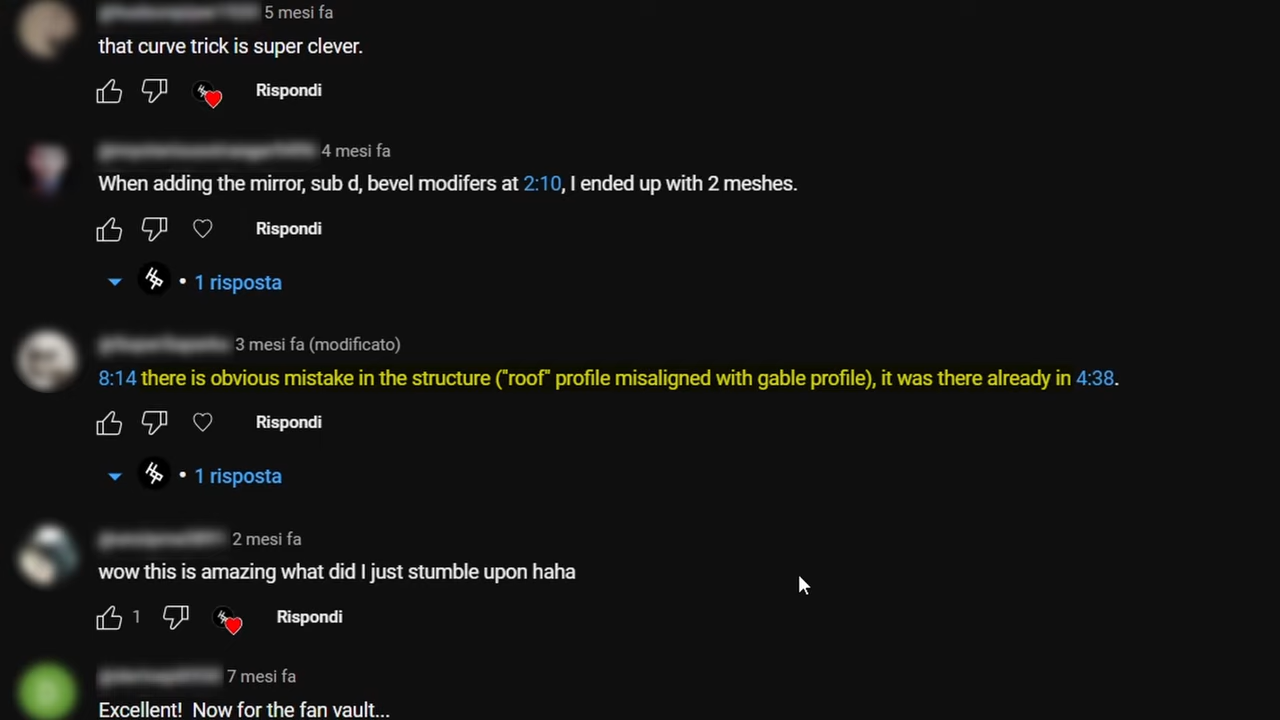 5 mesi fa
that curve trick is super clever.
Rispondi
4 mesi fa
When adding the mirror, sub d, bevel modifers at 2:10, I ended up with 2 meshes.
Rispondi
• 1 risposta
3 mesi fa (modificato)
8:14 there is obvious mistake in the structure ("roof" profile misaligned with gable profile), it was there already in 4:38.
Rispondi
• 1 risposta
2 mesi fa
wow this is amazing what did I just stumble upon haha
1 Rispondi
7 mesi fa
Excellent! Now for the fan vault...